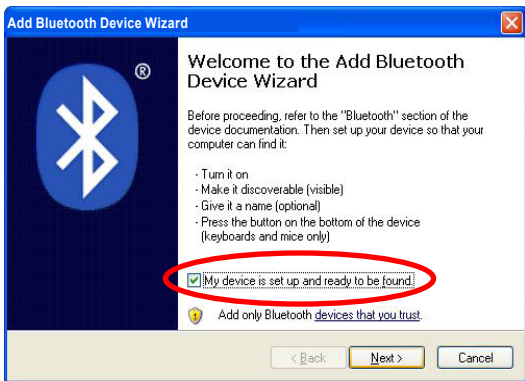 Add Bluetooth Device Wizard
®
Welcome to the Add Bluetooth
Device Wizard
Before proceeding, refer to the "Bluetooth" section of the
device documentation. Then set up your device so that your
computer can find it:
- Turn it on
- Make it discoverable (visible)
- Give it a name (optional)
- Press the button on the bottom of the device
(keyboards and mice only)
My device is set up and ready to be found.
Add only Bluetooth devices that you trust.
< Back Next > Cancel